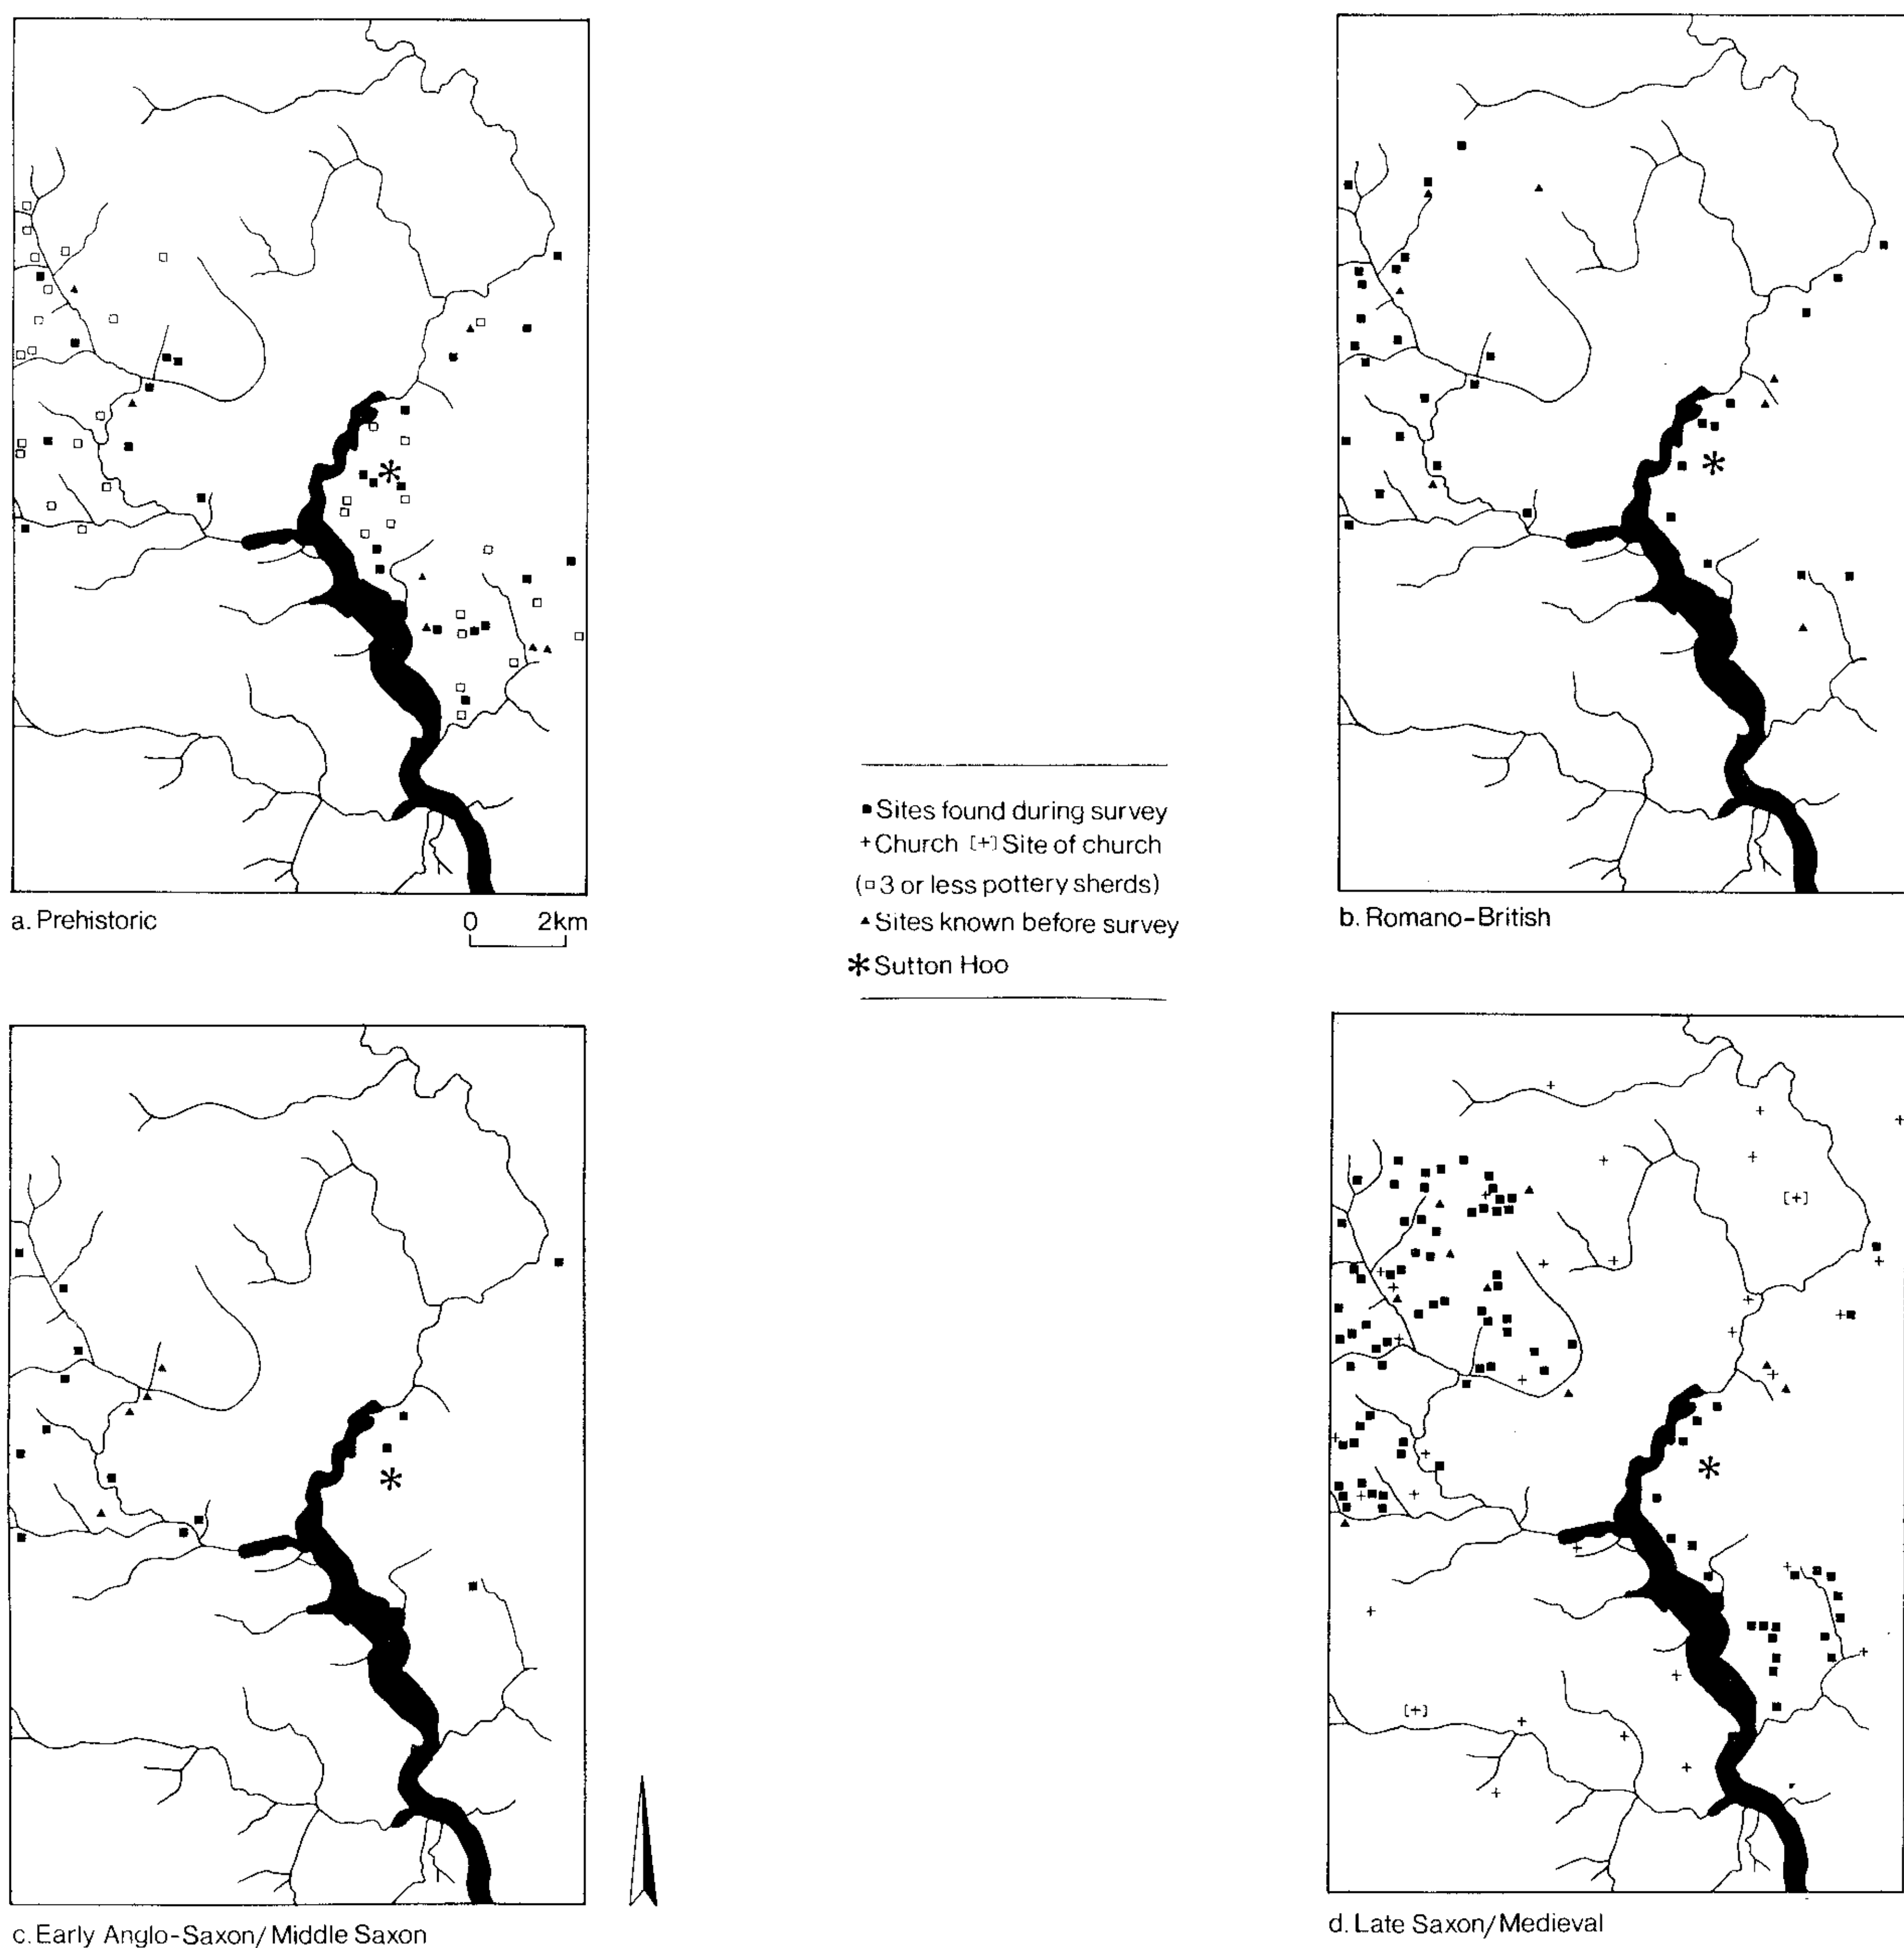 a. Prehistoric
0 2km
b. Romano-British
■ Sites found during survey
+ Church [+] Site of church
(□ 3 or less pottery sherds)
▲ Sites known before survey
* Sutton Hoo
c. Early Anglo-Saxon/Middle Saxon
d. Late Saxon/Medieval